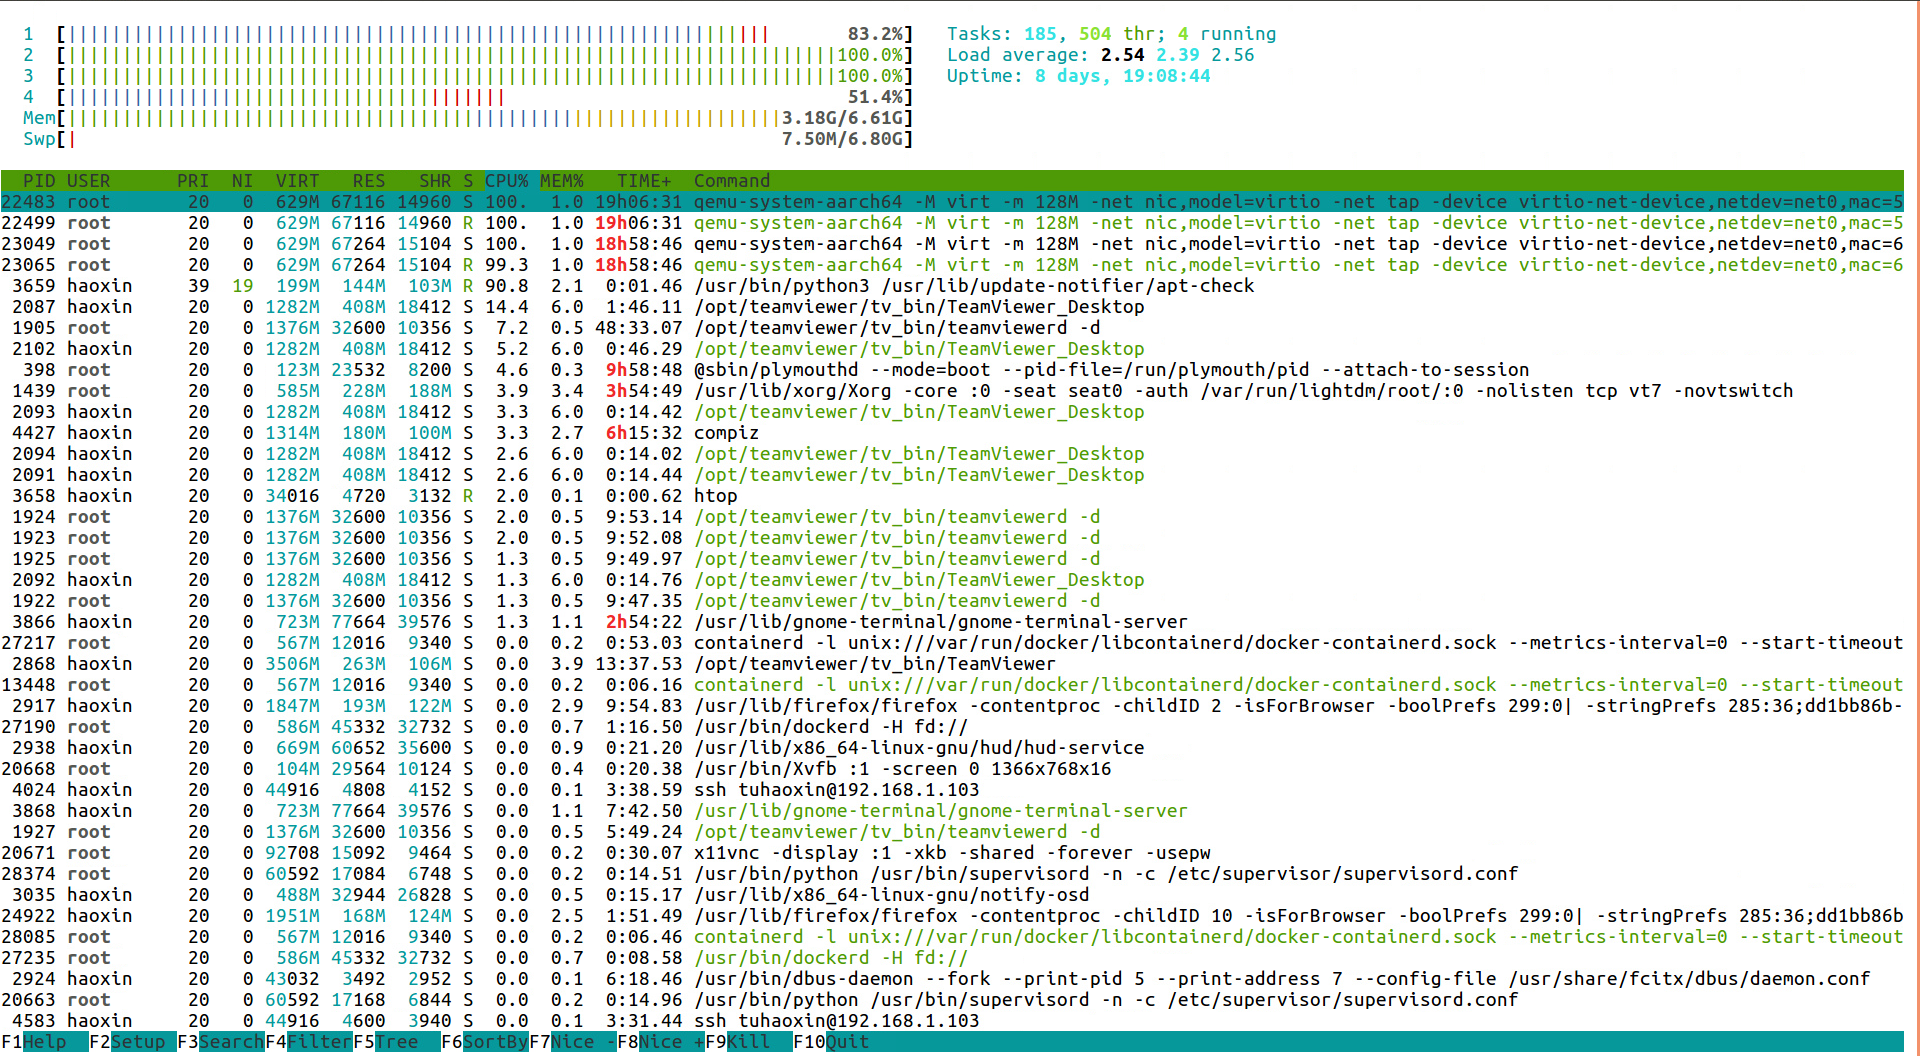 1 [ 83.2%] Tasks: 185, 504 thr; 4 running
2 [ 100.0%] Load average: 2.54 2.39 2.56
3 [ 100.0%] Uptime: 8 days, 19:08:44
4 [ 51.4%]
Mem[ 3.18G/6.61G]
Swp[ 7.50M/6.80G]
PID USER PRI NI VIRT RES SHR S CPU% MEM% TIME+ Command
22483 root 20 0 629M 67116 14960 S 100. 1.0 19h06:31 qemu-system-aarch64 -M virt -m 128M -net nic,model=virtio -net tap -device virtio-net-device,netdev=net0,mac=5
22499 root 20 0 629M 67116 14960 R 100. 1.0 19h06:31 qemu-system-aarch64 -M virt -m 128M -net nic,model=virtio -net tap -device virtio-net-device,netdev=net0,mac=5
23049 root 20 0 629M 67264 15104 S 100. 1.0 18h58:46 qemu-system-aarch64 -M virt -m 128M -net nic,model=virtio -net tap -device virtio-net-device,netdev=net0,mac=6
23065 root 20 0 629M 67264 15104 R 99.3 1.0 18h58:46 qemu-system-aarch64 -M virt -m 128M -net nic,model=virtio -net tap -device virtio-net-device,netdev=net0,mac=6
3659 haoxin 39 19 199M 144M 103M R 90.8 2.1 0:01.46 /usr/bin/python3 /usr/lib/update-notifier/apt-check
2087 haoxin 20 0 1282M 408M 18412 S 14.4 6.0 1:46.11 /opt/teamviewer/tv_bin/TeamViewer_Desktop
1905 root 20 0 1376M 32600 10356 S 7.2 0.5 48:33.07 /opt/teamviewer/tv_bin/teamviewerd -d
2102 haoxin 20 0 1282M 408M 18412 S 5.2 6.0 0:46.29 /opt/teamviewer/tv_bin/TeamViewer_Desktop
398 root 20 0 123M 23532 8200 S 4.6 0.3 9h58:48 @sbin/plymouthd --mode=boot --pid-file=/run/plymouth/pid --attach-to-session
1439 root 20 0 585M 228M 188M S 3.9 3.4 3h54:49 /usr/lib/xorg/Xorg -core :0 -seat seat0 -auth /var/run/lightdm/root/:0 -nolisten tcp vt7 -novtswitch
2093 haoxin 20 0 1282M 408M 18412 S 3.3 6.0 0:14.42 /opt/teamviewer/tv_bin/TeamViewer_Desktop
4427 haoxin 20 0 1314M 180M 100M S 3.3 2.7 6h15:32 compiz
2094 haoxin 20 0 1282M 408M 18412 S 2.6 6.0 0:14.02 /opt/teamviewer/tv_bin/TeamViewer_Desktop
2091 haoxin 20 0 1282M 408M 18412 S 2.6 6.0 0:14.44 /opt/teamviewer/tv_bin/TeamViewer_Desktop
3658 haoxin 20 0 34016 4720 3132 R 2.0 0.1 0:00.62 htop
1924 root 20 0 1376M 32600 10356 S 2.0 0.5 9:53.14 /opt/teamviewer/tv_bin/teamviewerd -d
1923 root 20 0 1376M 32600 10356 S 2.0 0.5 9:52.08 /opt/teamviewer/tv_bin/teamviewerd -d
1925 root 20 0 1376M 32600 10356 S 1.3 0.5 9:49.97 /opt/teamviewer/tv_bin/teamviewerd -d
2092 haoxin 20 0 1282M 408M 18412 S 1.3 6.0 0:14.76 /opt/teamviewer/tv_bin/TeamViewer_Desktop
1922 root 20 0 1376M 32600 10356 S 1.3 0.5 9:47.35 /opt/teamviewer/tv_bin/teamviewerd -d
3866 haoxin 20 0 723M 77664 39576 S 1.3 1.1 2h54:22 /usr/lib/gnome-terminal/gnome-terminal-server
27217 root 20 0 567M 12016 9340 S 0.0 0.2 0:53.03 containerd -l unix:///var/run/docker/libcontainerd/docker-containerd.sock --metrics-interval=0 --start-timeout
2868 haoxin 20 0 3506M 263M 106M S 0.0 3.9 13:37.53 /opt/teamviewer/tv_bin/TeamViewer
13448 root 20 0 567M 12016 9340 S 0.0 0.2 0:06.16 containerd -l unix:///var/run/docker/libcontainerd/docker-containerd.sock --metrics-interval=0 --start-timeout
2917 haoxin 20 0 1847M 193M 122M S 0.0 2.9 9:54.83 /usr/lib/firefox/firefox -contentproc -childID 2 -isForBrowser -boolPrefs 299:0| -stringPrefs 285:36;dd1bb86b-
27190 root 20 0 586M 45332 32732 S 0.0 0.7 1:16.50 /usr/bin/dockerd -H fd://
2938 haoxin 20 0 669M 60652 35600 S 0.0 0.9 0:21.20 /usr/lib/x86_64-linux-gnu/hud/hud-service
20668 root 20 0 104M 29564 10124 S 0.0 0.4 0:20.38 /usr/bin/Xvfb :1 -screen 0 1366x768x16
4024 haoxin 20 0 44916 4808 4152 S 0.0 0.1 3:38.59 ssh tuhaoxin@192.168.1.103
3868 haoxin 20 0 723M 77664 39576 S 0.0 1.1 7:42.50 /usr/lib/gnome-terminal/gnome-terminal-server
1927 root 20 0 1376M 32600 10356 S 0.0 0.5 5:49.24 /opt/teamviewer/tv_bin/teamviewerd -d
20671 root 20 0 92708 15092 9464 S 0.0 0.2 0:30.07 x11vnc -display :1 -xkb -shared -forever -usepw
28374 root 20 0 60592 17084 6748 S 0.0 0.2 0:14.51 /usr/bin/python /usr/bin/supervisord -n -c /etc/supervisor/supervisord.conf
3035 haoxin 20 0 488M 32944 26828 S 0.0 0.5 0:15.17 /usr/lib/x86_64-linux-gnu/notify-osd
24922 haoxin 20 0 1951M 168M 124M S 0.0 2.5 1:51.49 /usr/lib/firefox/firefox -contentproc -childID 10 -isForBrowser -boolPrefs 299:0| -stringPrefs 285:36;dd1bb86b
28085 root 20 0 567M 12016 9340 S 0.0 0.2 0:06.46 containerd -l unix:///var/run/docker/libcontainerd/docker-containerd.sock --metrics-interval=0 --start-timeout
27235 root 20 0 586M 45332 32732 S 0.0 0.7 0:08.58 /usr/bin/dockerd -H fd://
2924 haoxin 20 0 43032 3492 2952 S 0.0 0.1 6:18.46 /usr/bin/dbus-daemon --fork --print-pid 5 --print-address 7 --config-file /usr/share/fcitx/dbus/daemon.conf
20663 root 20 0 60592 17168 6844 S 0.0 0.2 0:14.96 /usr/bin/python /usr/bin/supervisord -n -c /etc/supervisor/supervisord.conf
4583 haoxin 20 0 44916 4600 3940 S 0.0 0.1 3:31.44 ssh tuhaoxin@192.168.1.103
F1Help F2Setup F3SearchF4FilterF5Tree F6SortByF7Nice -F8Nice +F9Kill F10Quit